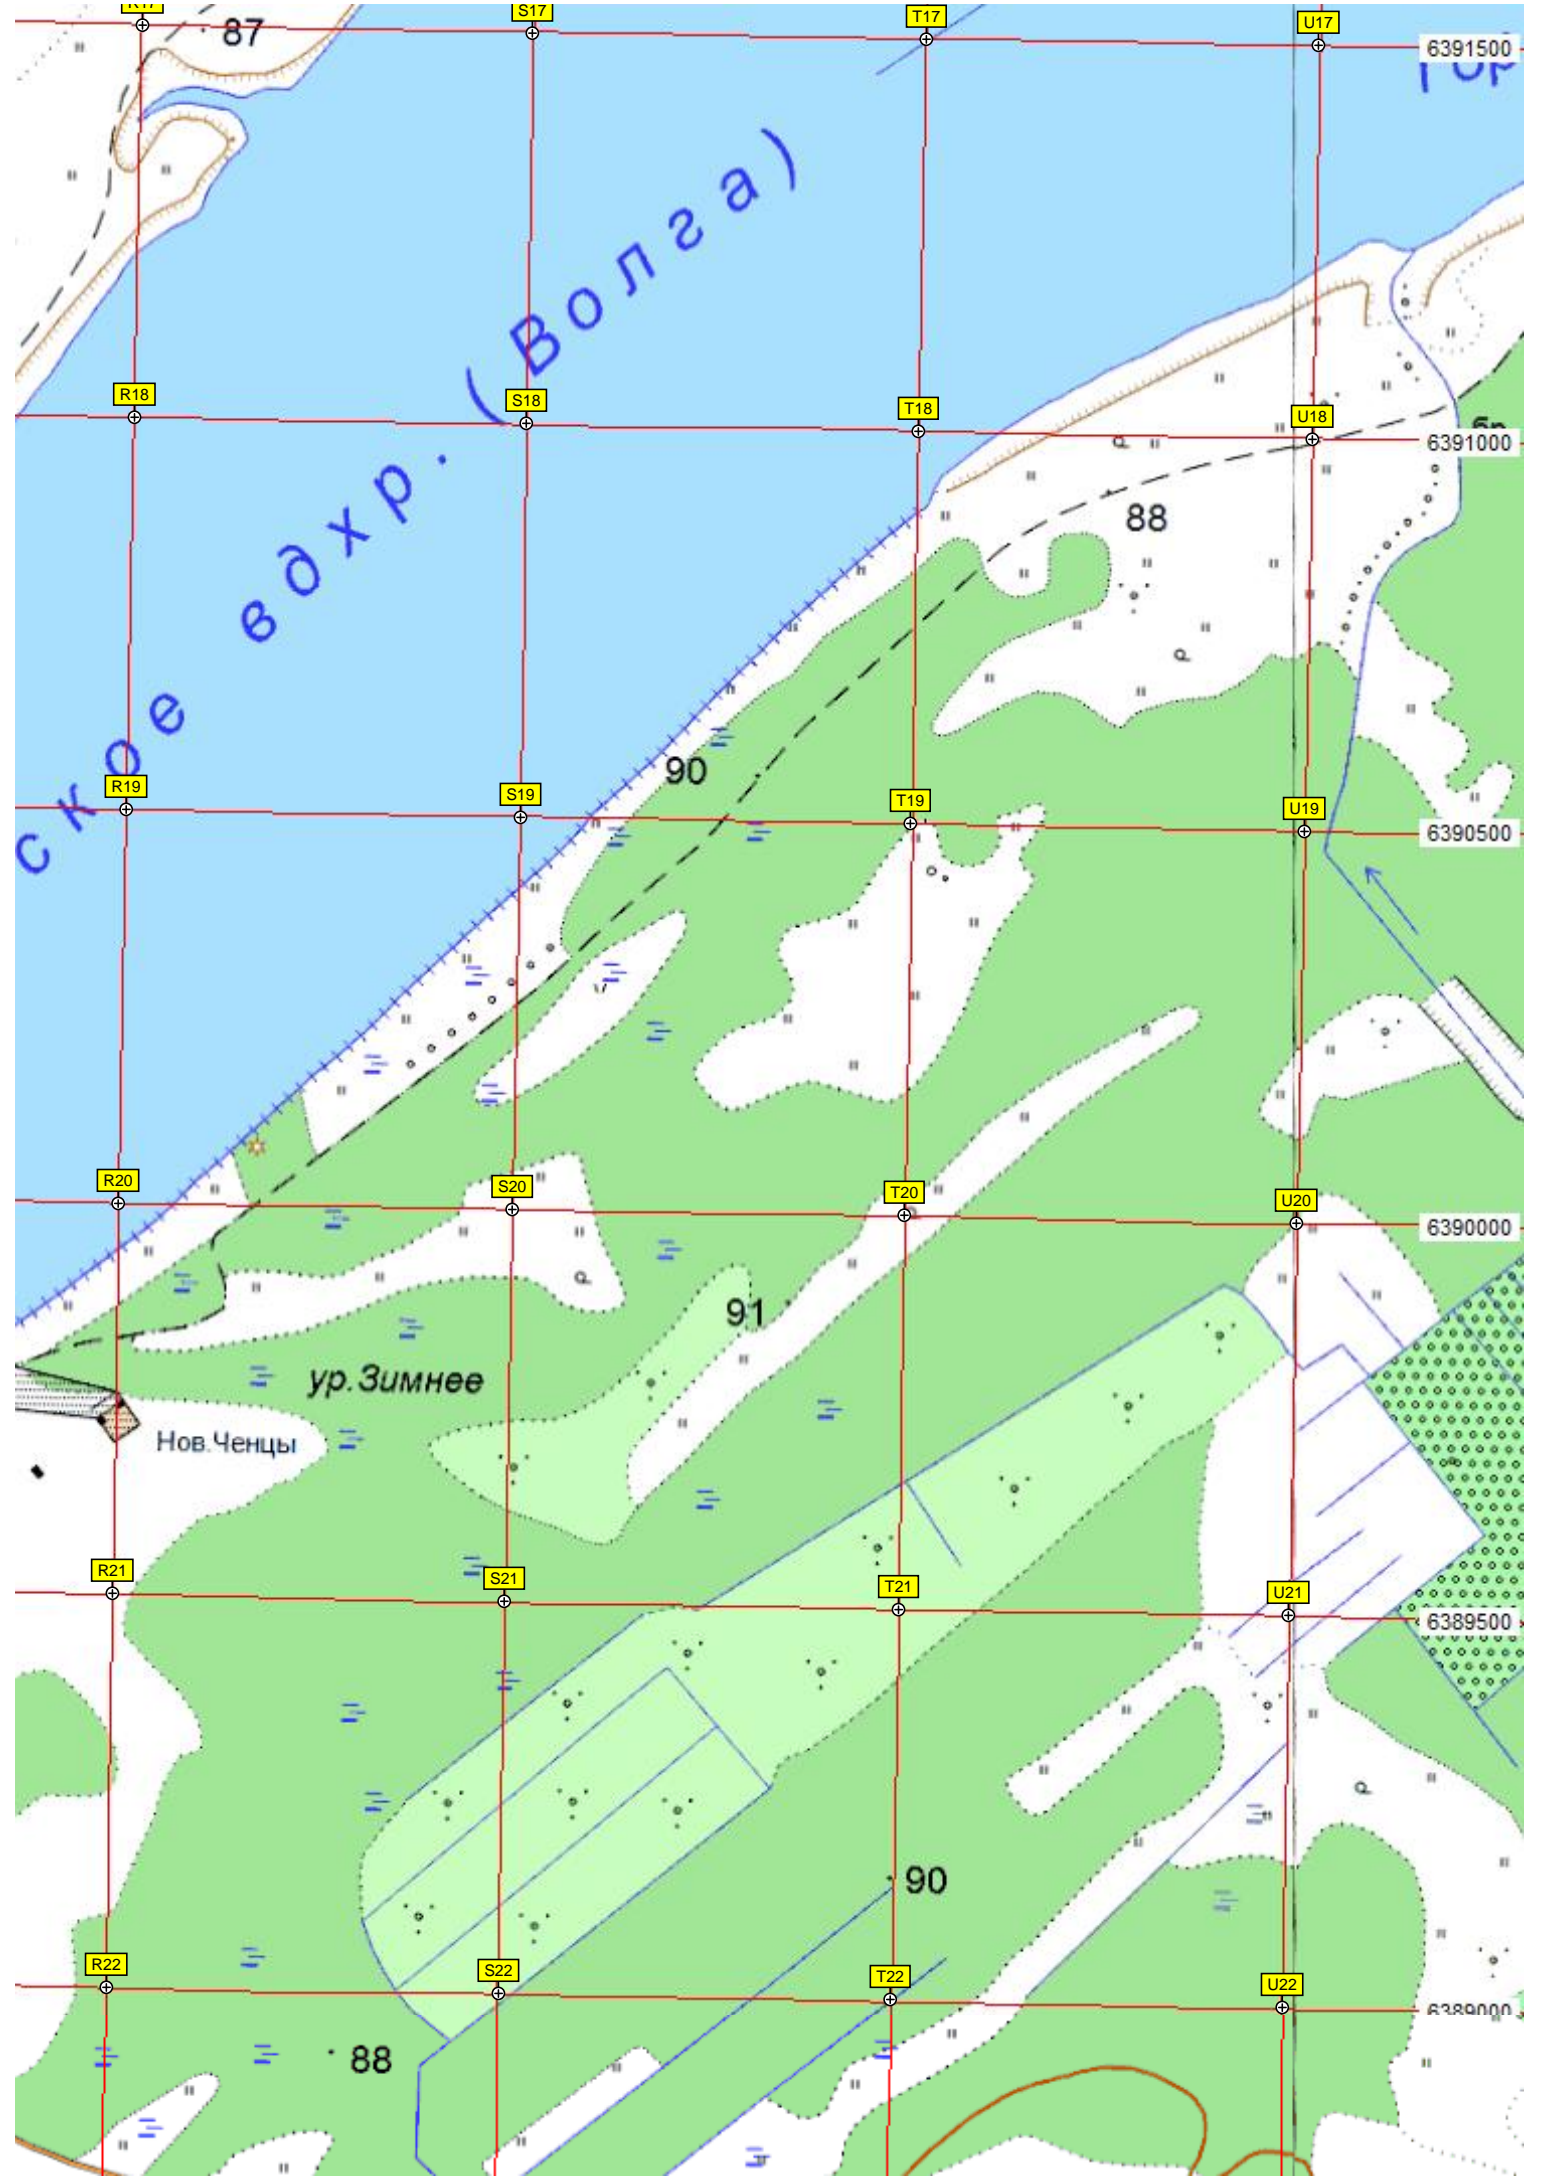 R17
S17
T17
U17
87
6391500
Гор
(Волга)
R18
S18
T18
U18
6391000
вдхр.
88
ское
R19
S19
T19
U19
90
6390500
R20
S20
T20
U20
6390000
91
ур.Зимнее
Нов.Ченцы
R21
S21
T21
U21
6389500
90
R22
S22
T22
U22
6389000
88